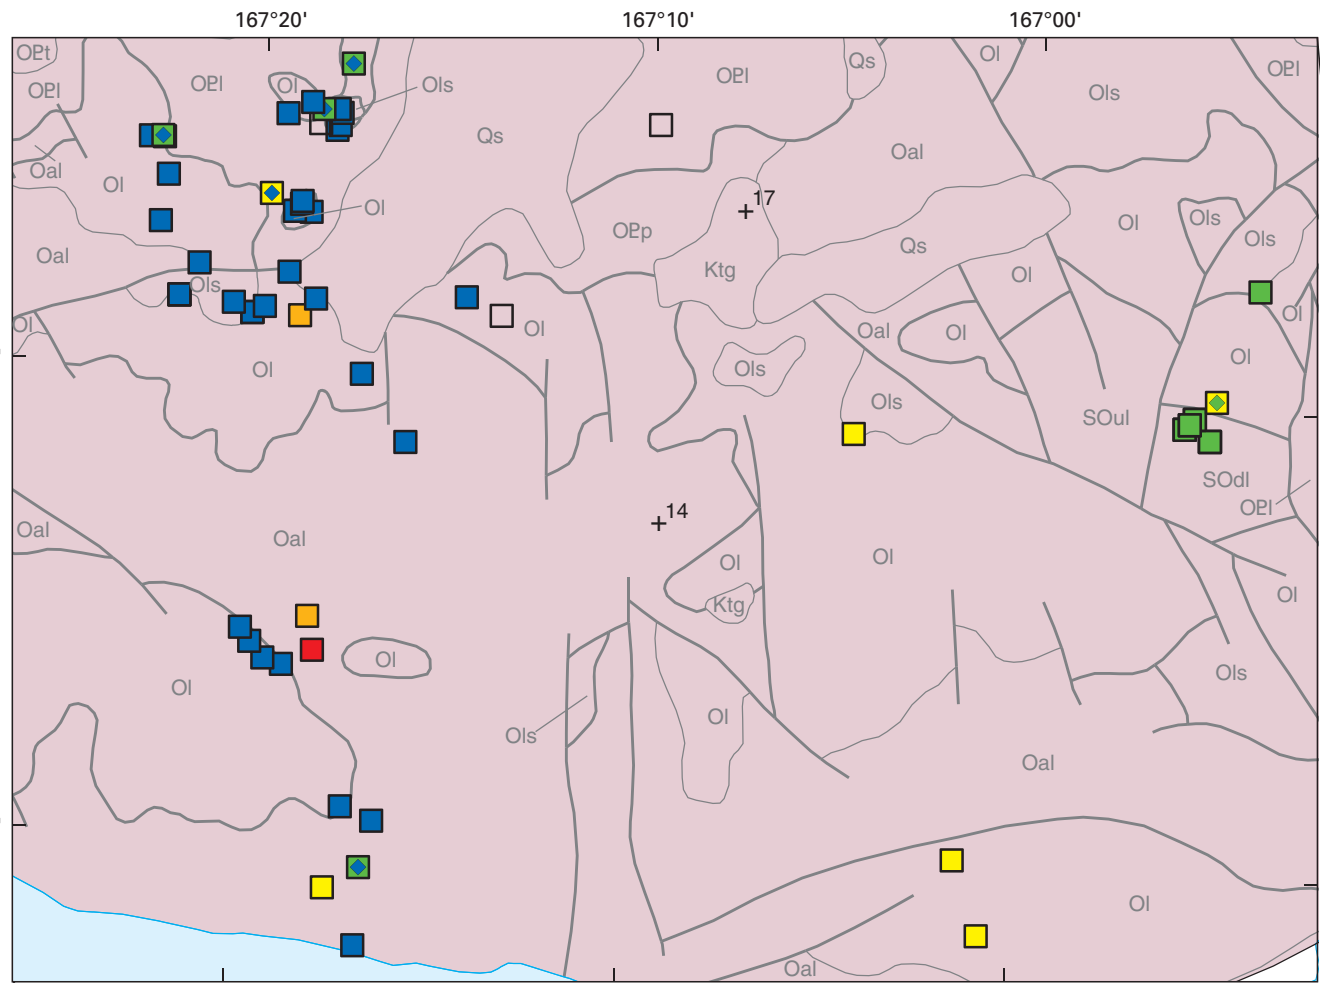 167°20' 167°10' 167°00'
OPt Ol Qs OPl
OPl OPl Ol Ols OPl Ols
Qs Oal
Oal Ol
17
Ol Ols Ol
OPp Qs Ols
Oal Ktg Ol
Ols
Ol Ol Oal Ol Ol
Ol
Ol Ols
Ols SOul
SOdl
OPl
14
Oal Oal
Ol Ol
Ktg Ol
Ol
Ol Ols
Ol
Ols
Oal
Ol
Oal